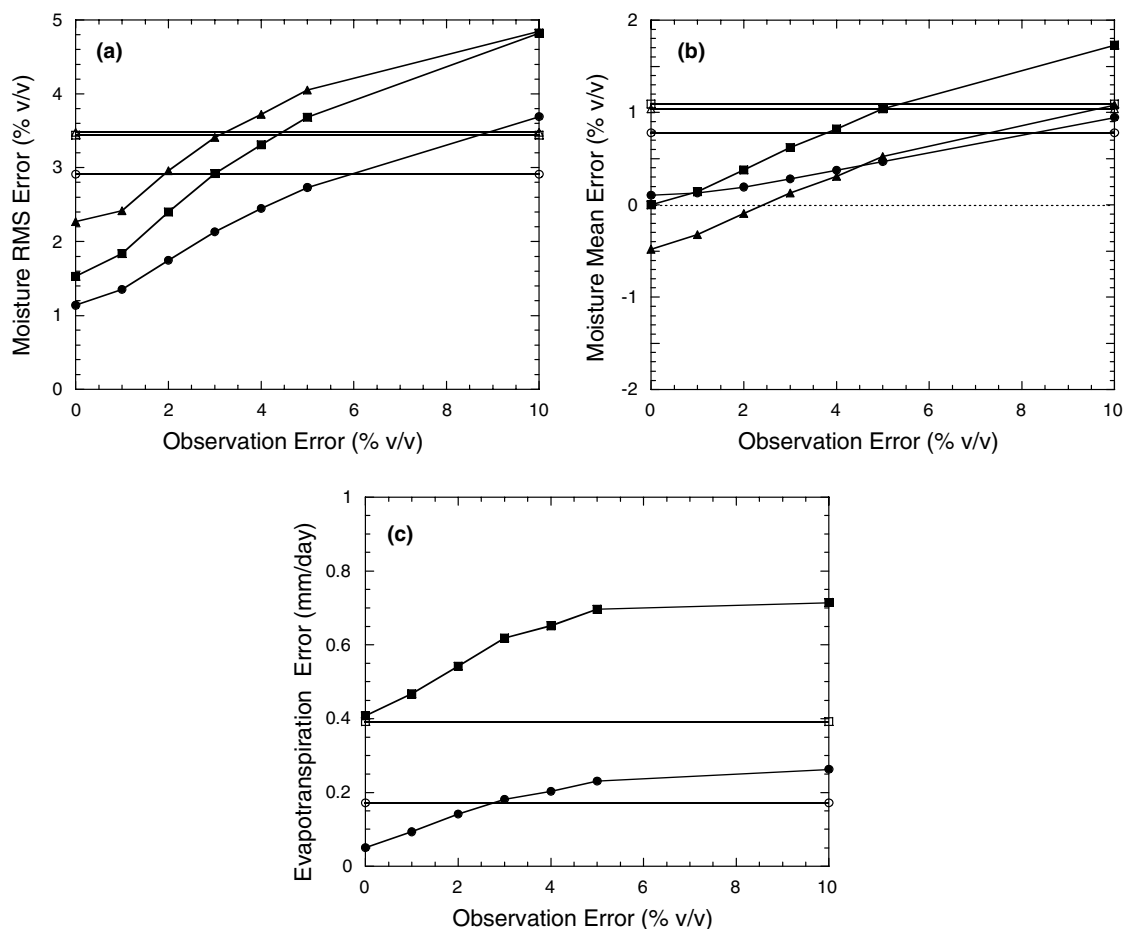 (a)
Moisture RMS Error (% v/v)
5
4
3
2
1
0
0 2 4 6 8 10
Observation Error (% v/v)
(b)
Moisture Mean Error (% v/v)
2
1
0
-1
-2
0 2 4 6 8 10
Observation Error (% v/v)
(c)
Evapotranspiration Error (mm/day)
1
0.8
0.6
0.4
0.2
0
0 2 4 6 8 10
Observation Error (% v/v)